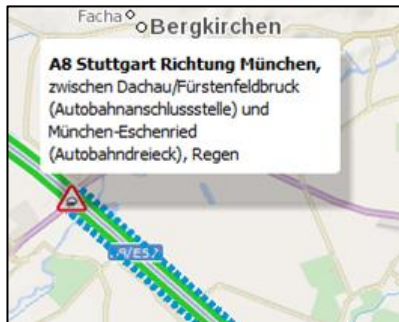 Facha
Bergkirchen
A8 Stuttgart Richtung München,
zwischen Dachau/Fürstenfeldbruck
(Autobahnanschlussstelle) und
München-Eschenried
(Autobahndreieck), Regen